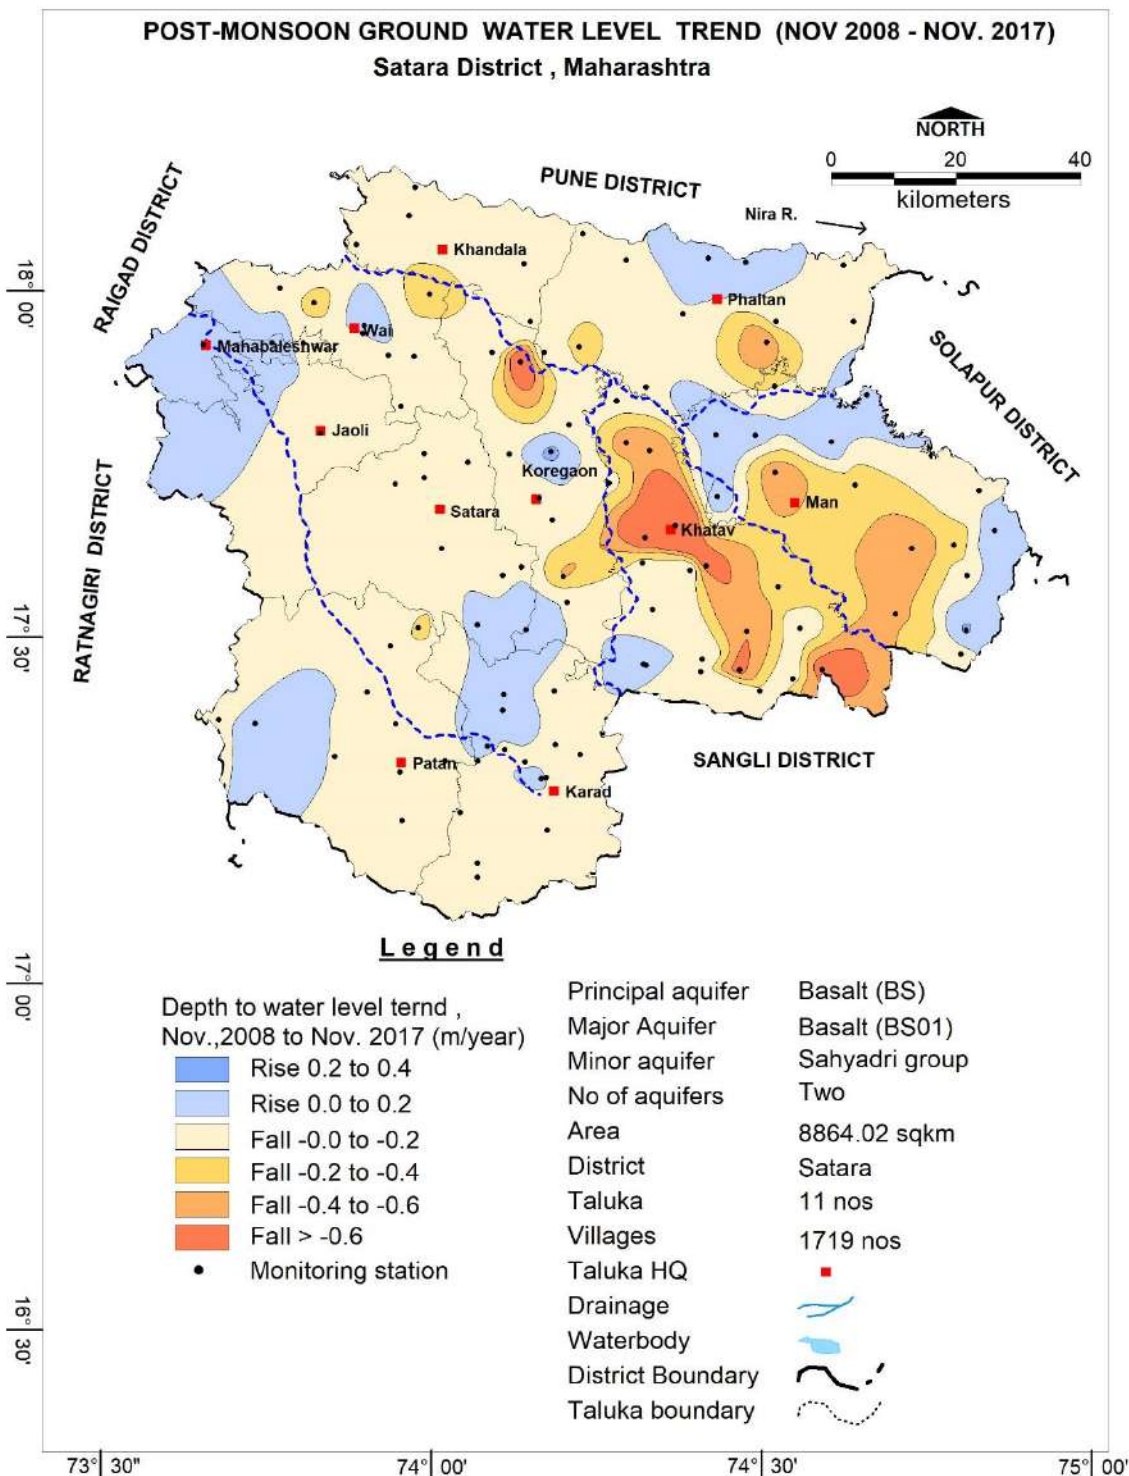 POST-MONSOON GROUND WATER LEVEL TREND (NOV 2008 - NOV. 2017)
Satara District , Maharashtra
NORTH
0 20 40
kilometers
PUNE DISTRICT
RAIGAD DISTRICT
Nira R.
Khandala
18° 00'
Phaltan
Wai
Mahabaleshwar
SOLAPUR DISTRICT
Jaoli
Koregaon
Satara
Man
Khatav
RATNAGIRI DISTRICT
17° 30'
SANGLI DISTRICT
Patan
Karad
Legend
17° 00'
Depth to water level ternd ,
Nov.,2008 to Nov. 2017 (m/year)
Rise 0.2 to 0.4
Rise 0.0 to 0.2
Fall -0.0 to -0.2
Fall -0.2 to -0.4
Fall -0.4 to -0.6
Fall > -0.6
Monitoring station
Principal aquifer Basalt (BS)
Major Aquifer Basalt (BS01)
Minor aquifer Sahyadri group
No of aquifers Two
Area 8864.02 sqkm
District Satara
Taluka 11 nos
Villages 1719 nos
Taluka HQ
Drainage
Waterbody
District Boundary
Taluka boundary
16° 30'
73° 30" 74° 00' 74° 30' 75° 00'